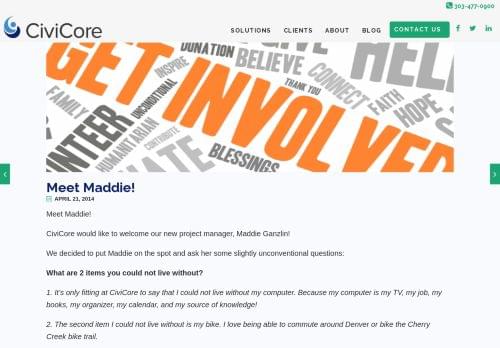 303-477-0900
CiviCore
SOLUTIONS CLIENTS ABOUT BLOG CONTACT US
DONATION
GET INVOLVED
HELP
BELIEVE
INSPIRE
THANK YOU
CONNECT
FAITH
HOPE
FAMILY
UNCONDITIONAL
HUMANITARIAN
CONTRIBUTE
BLESSINGS
Meet Maddie!
APRIL 21, 2014
Meet Maddie!
CiviCore would like to welcome our new project manager, Maddie Ganzlin!
We decided to put Maddie on the spot and ask her some slightly unconventional questions:
What are 2 items you could not live without?
1. It's only fitting at CiviCore to say that I could not live without my computer. Because my computer is my TV, my job, my
books, my organizer, my calendar, and my source of knowledge!
2. The second item I could not live without is my bike. I love being able to commute around Denver or bike the Cherry
Creek bike trail.